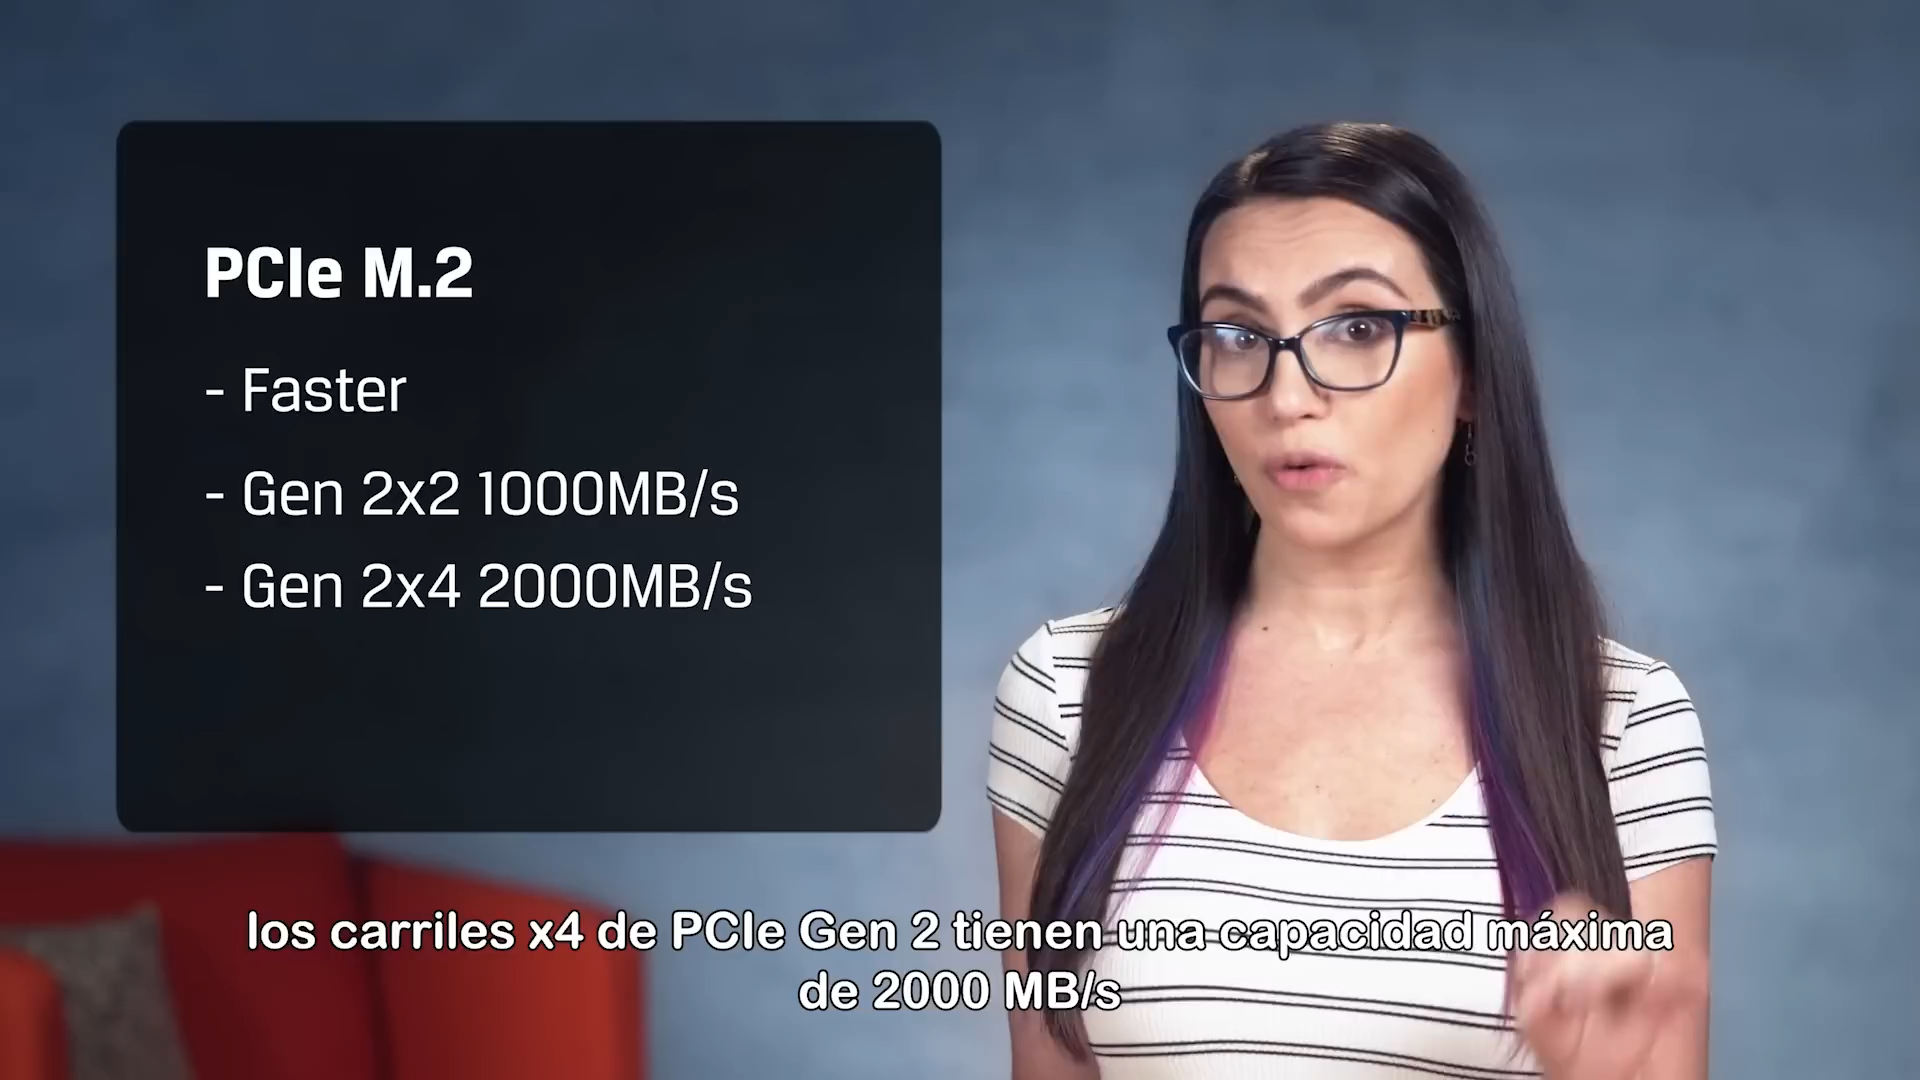 PCIe M.2
- Faster
- Gen 2x2 1000MB/s
- Gen 2x4 2000MB/s
los carriles x4 de PCIe Gen 2 tienen una capacidad máxima
de 2000 MB/s